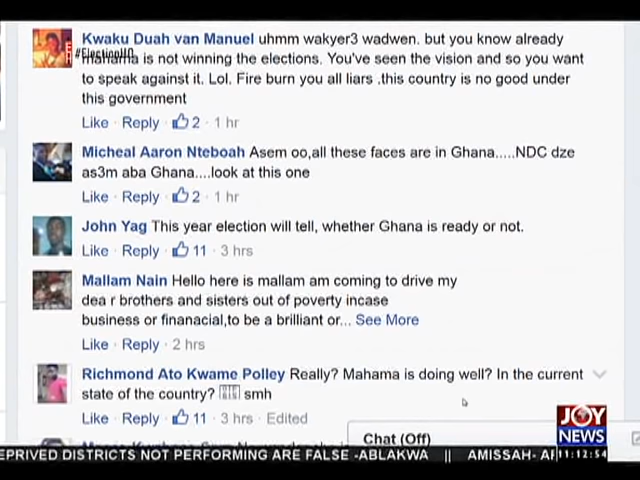 Kwaku Duah van Manuel uhmm wakyer3 wadwen. but you know already
#ElectionHQ
mahama is not winning the elections. You've seen the vision and so you want
to speak against it. Lol. Fire burn you all liars .this country is no good under
this government
Like · Reply · 2 · 1 hr
Micheal Aaron Nteboah Asem oo,all these faces are in Ghana.....NDC dze
as3m aba Ghana....look at this one
Like · Reply · 2 · 1 hr
John Yag This year election will tell, whether Ghana is ready or not.
Like · Reply · 11 · 3 hrs
Mallam Nain Hello here is mallam am coming to drive my
dea r brothers and sisters out of poverty incase
business or finanacial,to be a brilliant or... See More
Like · Reply · 2 hrs
Richmond Ato Kwame Polley Really? Mahama is doing well? In the current
state of the country? smh
Like · Reply · 11 · 3 hrs · Edited
Chat (Off)
JOY
NEWS
EPRIVED DISTRICTS NOT PERFORMING ARE FALSE -ABLAKWA || AMISSAH- A
11:12:54